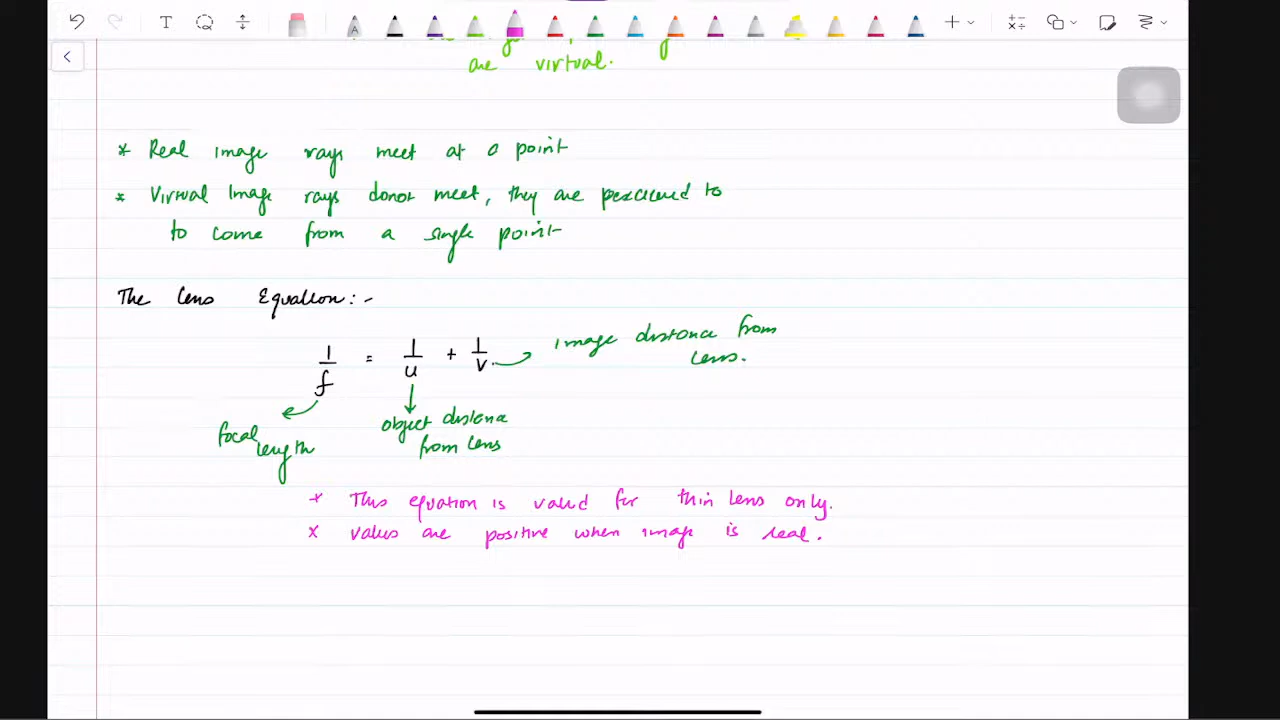 are virtual.
* Real image rays meet at a point
* Virtual Image rays donot meet, they are percieved to
to come from a single point
The lens Equation:-
1/f = 1/u + 1/v
image distance from
lens.
focal
length
object distance
from lens
* This equation is valid for thin lens only.
* values are positive when image is real.